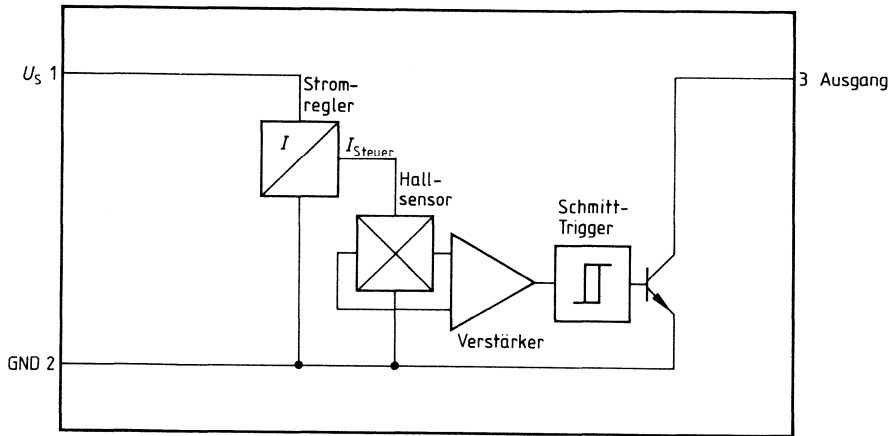 U_S 1
Strom-
regler
I
I_Steuer
Hall-
sensor
Schmitt-
Trigger
Verstärker
3 Ausgang
GND 2